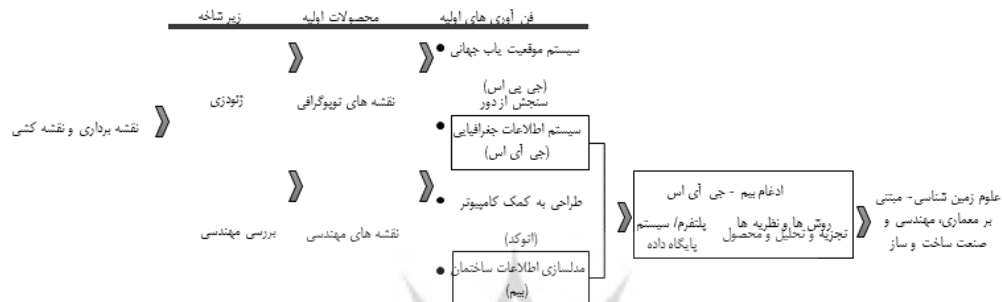 فن آوری های اولیه
محصولات اولیه
زیر شاخه
سیستم موقعیت یاب جهانی
(جی پی اس)
سنجش از دور
نقشه های توپوگرافی
ژئودزی
نقشه برداری و نقشه کشی
سیستم اطلاعات جغرافیایی
(جی آی اس)
طراحی به کمک کامپیوتر
(اتوکد)
نقشه های مهندسی
بررسی مهندسی
مدلسازی اطلاعات ساختمان
(بیم)
ادغام بیم - جی آی اس
روش ها و نظریه ها
تجزیه و تحلیل و محصول
پلتفرم/ سیستم
پایگاه داده
علوم زمین شناسی- مبتنی
بر معماری، مهندسی و
صنعت ساخت و ساز